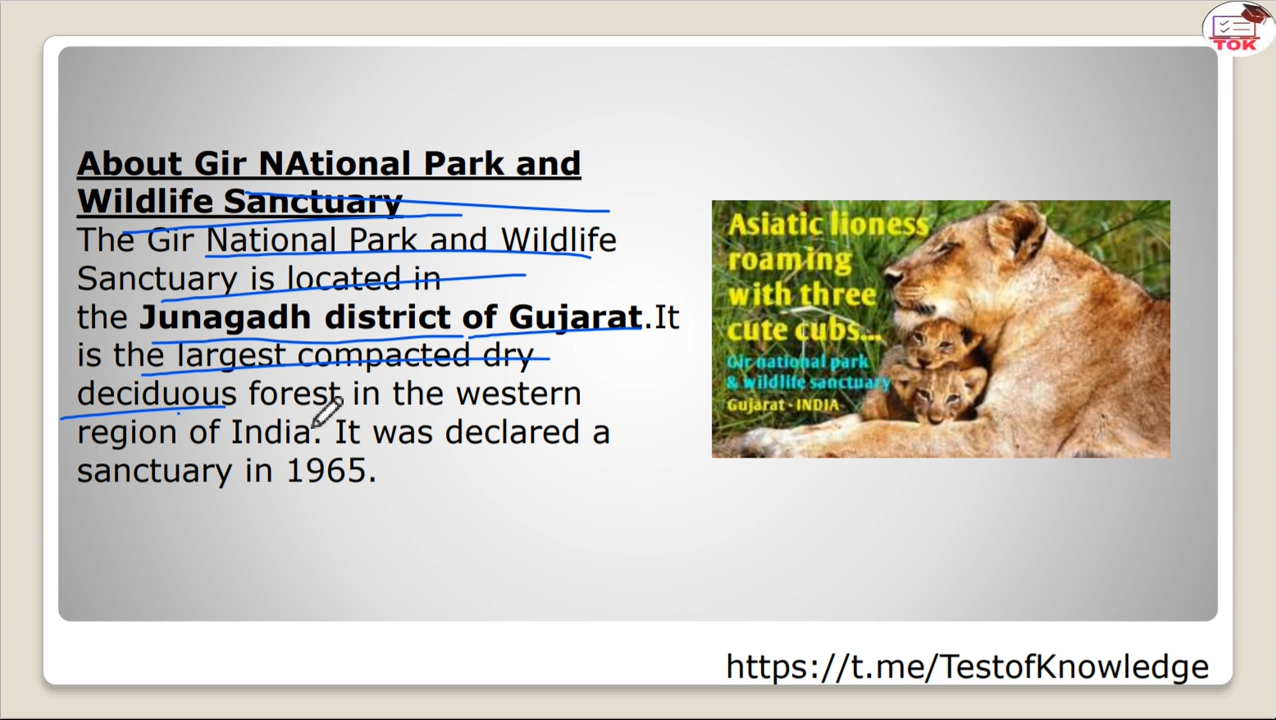 TOK
About Gir NAtional Park and
Wildlife Sanctuary
The Gir National Park and Wildlife
Sanctuary is located in
the Junagadh district of Gujarat.It
is the largest compacted dry
deciduous forest in the western
region of India. It was declared a
sanctuary in 1965.
Asiatic lioness
roaming
with three
cute cubs...
Gir national park
& wildlife sanctuary
Gujarat - INDIA
https://t.me/TestofKnowledge